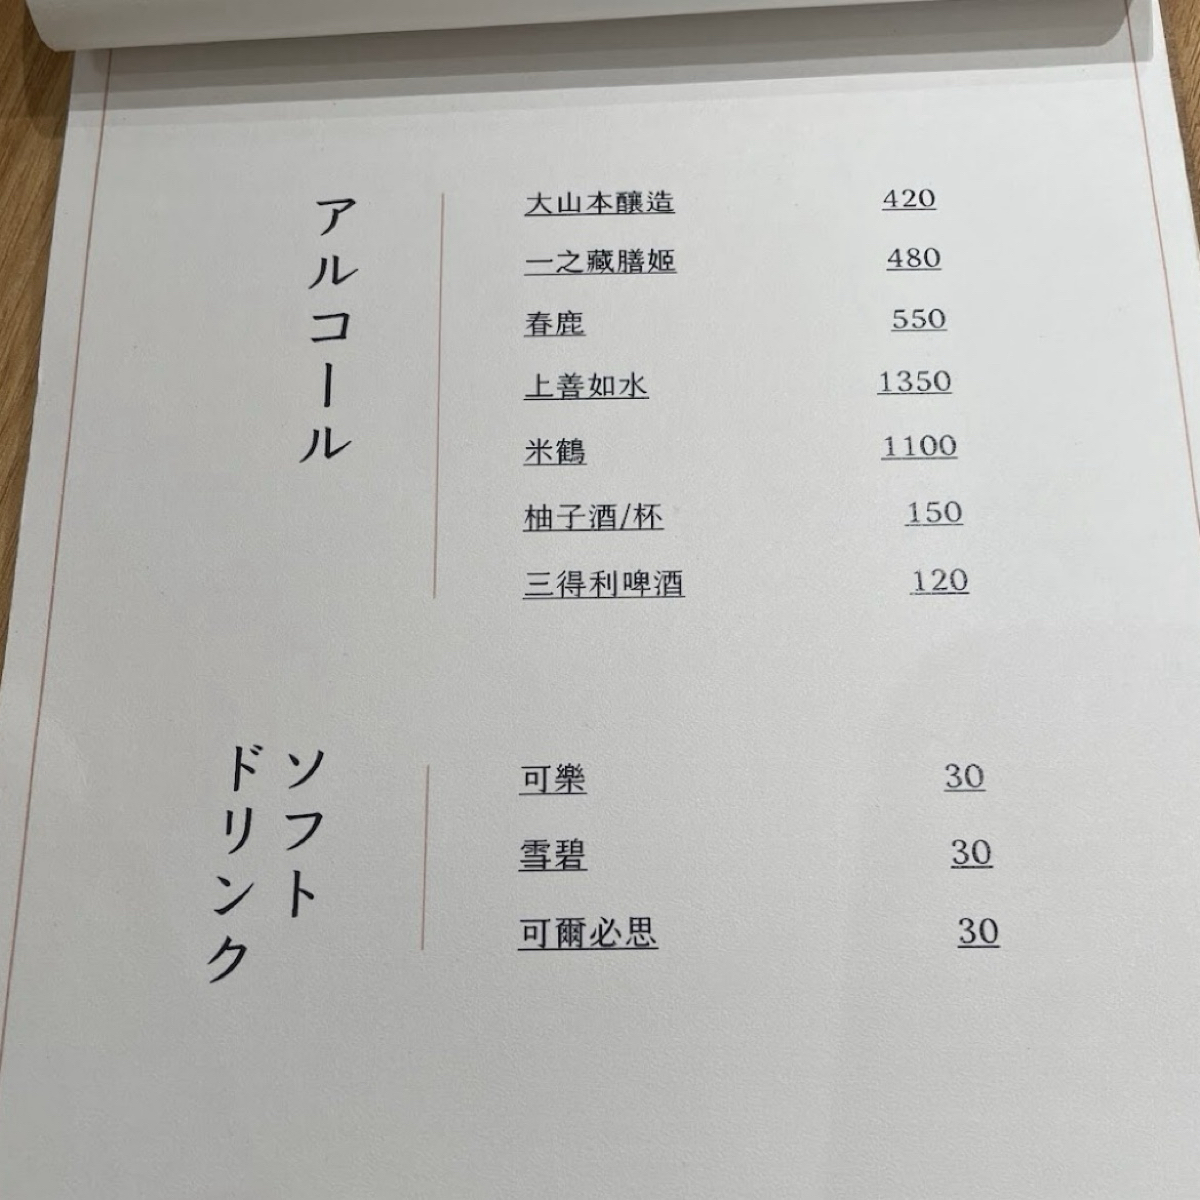 アルコール
大山本釀造 420
一之藏膳姬 480
春鹿 550
上善如水 1350
米鶴 1100
柚子酒/杯 150
三得利啤酒 120
ソフト
ドリンク
可樂 30
雪碧 30
可爾必思 30